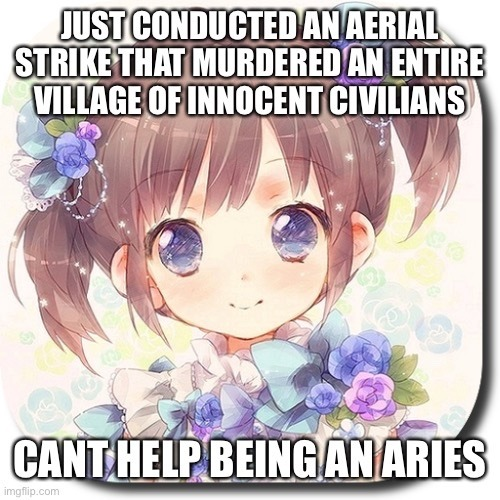 JUST CONDUCTED AN AERIAL
STRIKE THAT MURDERED AN ENTIRE
VILLAGE OF INNOCENT CIVILIANS
CANT HELP BEING AN ARIES
imgflip.com